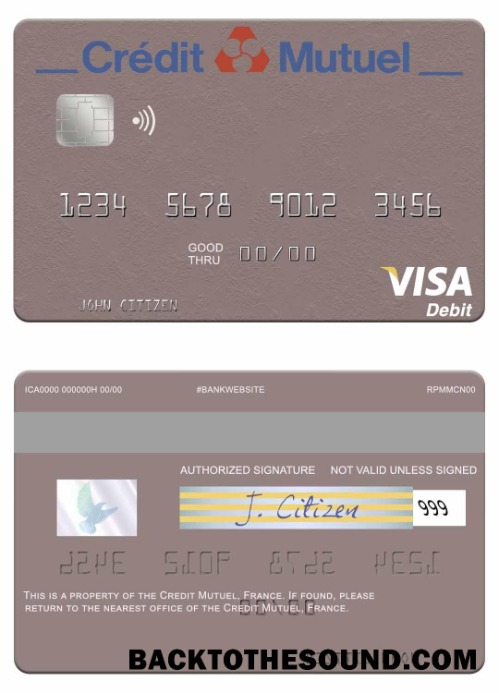 Crédit Mutuel
1234 5678 9012 3456
GOOD
THRU 00/00
JOHN CITIZEN
VISA
Debit
ICA0000 000000H 00/00 #BANKWEBSITE RPMMCN00
AUTHORIZED SIGNATURE NOT VALID UNLESS SIGNED
J. Citizen 999
THIS IS A PROPERTY OF THE CREDIT MUTUEL, FRANCE. IF FOUND, PLEASE
RETURN TO THE NEAREST OFFICE OF THE CREDIT MUTUEL, FRANCE.
BACKTOTHESOUND.COM